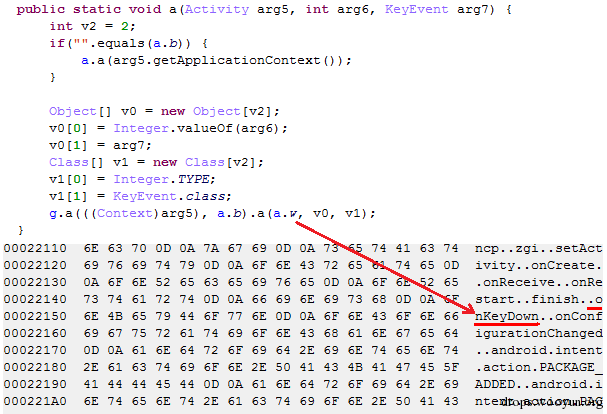 public static void a(Activity arg5, int arg6, KeyEvent arg7) {
    int v2 = 2;
    if("".equals(a.b)) {
        a.a(arg5.getApplicationContext());
    }

    Object[] v0 = new Object[v2];
    v0[0] = Integer.valueOf(arg6);
    v0[1] = arg7;
    Class[] v1 = new Class[v2];
    v1[0] = Integer.TYPE;
    v1[1] = KeyEvent.class;
    g.a(((Context)arg5), a.b).a(a.w, v0, v1);
}
00022110 6E 63 70 0D 0A 7A 67 69 0D 0A 73 65 74 41 63 74 ncp..zgi..setAct
00022120 69 76 69 74 79 0D 0A 6F 6E 43 72 65 61 74 65 0D ivity..onCreate.
00022130 0A 6F 6E 52 65 63 65 69 76 65 0D 0A 6F 6E 52 65 .onReceive..onRe
00022140 73 74 61 72 74 0D 0A 66 69 6E 69 73 68 0D 0A 6F start..finish..o
00022150 6E 4B 65 79 44 6F 77 6E 0D 0A 6F 6E 43 6F 6E 66 nKeyDown..onConf
00022160 69 67 75 72 61 74 69 6F 6E 43 68 61 6E 67 65 64 igurationChanged
00022170 0D 0A 61 6E 64 72 6F 69 64 2E 69 6E 74 65 6E 74 ..android.intent
00022180 2E 61 63 74 69 6F 6E 2E 50 41 43 4B 41 47 45 5F .action.PACKAGE_
00022190 41 44 44 45 44 0D 0A 61 6E 64 72 6F 69 64 2E 69 ADDED..android.i
000221A0 6E 74 65 6E 74 2E 61 63 74 69 6F 6E 2E 50 41 43 ntent.action.PAC
drops.wooyun.org